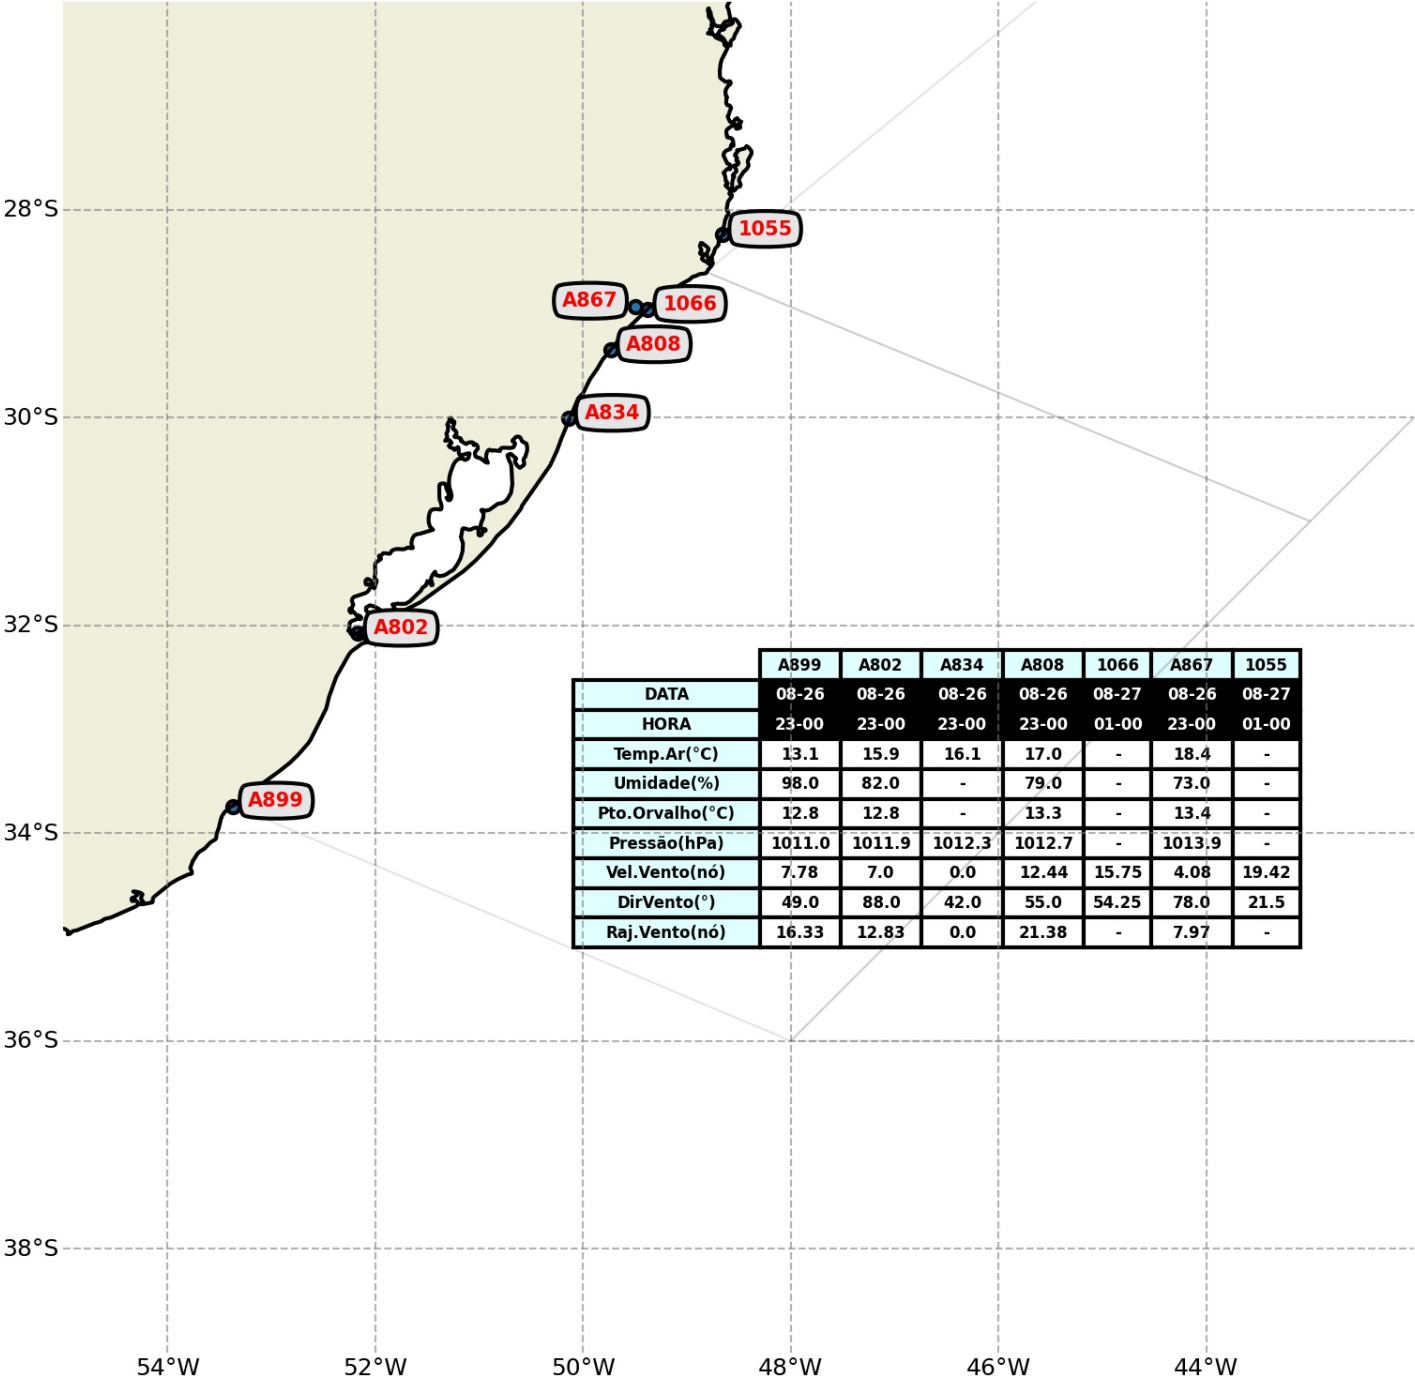 28°S
1055
A867
1066
A808
30°S
A834
32°S
A802
A899 A802 A834 A808 1066 A867 1055
DATA 08-26 08-26 08-26 08-26 08-27 08-26 08-27
HORA 23-00 23-00 23-00 23-00 01-00 23-00 01-00
Temp.Ar(°C) 13.1 15.9 16.1 17.0 - 18.4 -
Umidade(%) 98.0 82.0 - 79.0 - 73.0 -
A899
Pto.Orvalho(°C) 12.8 12.8 - 13.3 - 13.4 -
34°S
Pressão(hPa) 1011.0 1011.9 1012.3 1012.7 - 1013.9 -
Vel.Vento(nó) 7.78 7.0 0.0 12.44 15.75 4.08 19.42
DirVento(°) 49.0 88.0 42.0 55.0 54.25 78.0 21.5
Raj.Vento(nó) 16.33 12.83 0.0 21.38 - 7.97 -
36°S
38°S
54°W 52°W 50°W 48°W 46°W 44°W